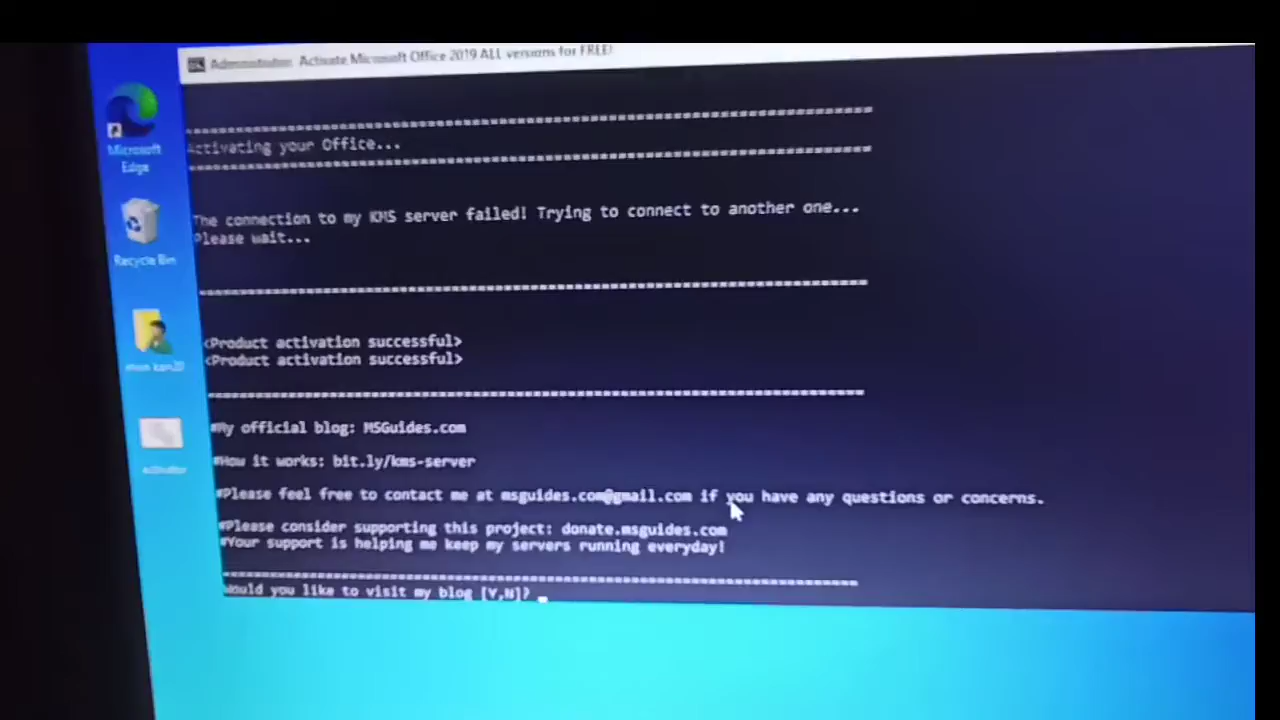 Administrator: Activate Microsoft Office 2019 ALL versions for FREE!
Microsoft
Edge
Recycle Bin
============================================================================
Activating your Office...
============================================================================
The connection to my KMS server failed! Trying to connect to another one...
Please wait...
============================================================================
<Product activation successful>
<Product activation successful>
============================================================================
#My official blog: MSGuides.com
#How it works: bit.ly/kms-server
#Please feel free to contact me at msguides.com@gmail.com if you have any questions or concerns.
#Please consider supporting this project: donate.msguides.com
#Your support is helping me keep my servers running everyday!
============================================================================
Would you like to visit my blog [Y,N]?